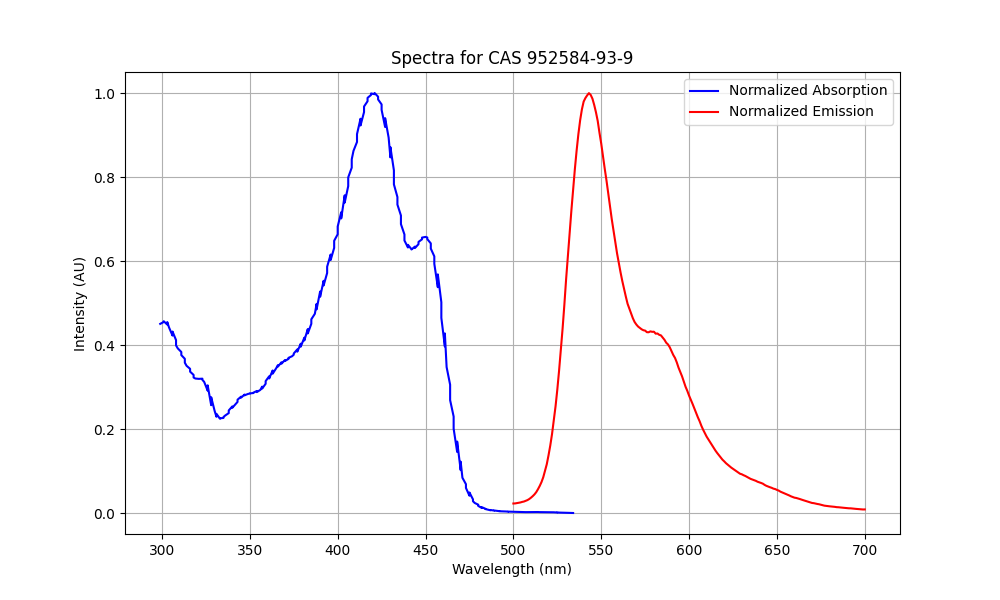 Spectra for CAS 952584-93-9
Normalized Absorption
Normalized Emission
Intensity (AU)
1.0
0.8
0.6
0.4
0.2
0.0
300 350 400 450 500 550 600 650 700
Wavelength (nm)